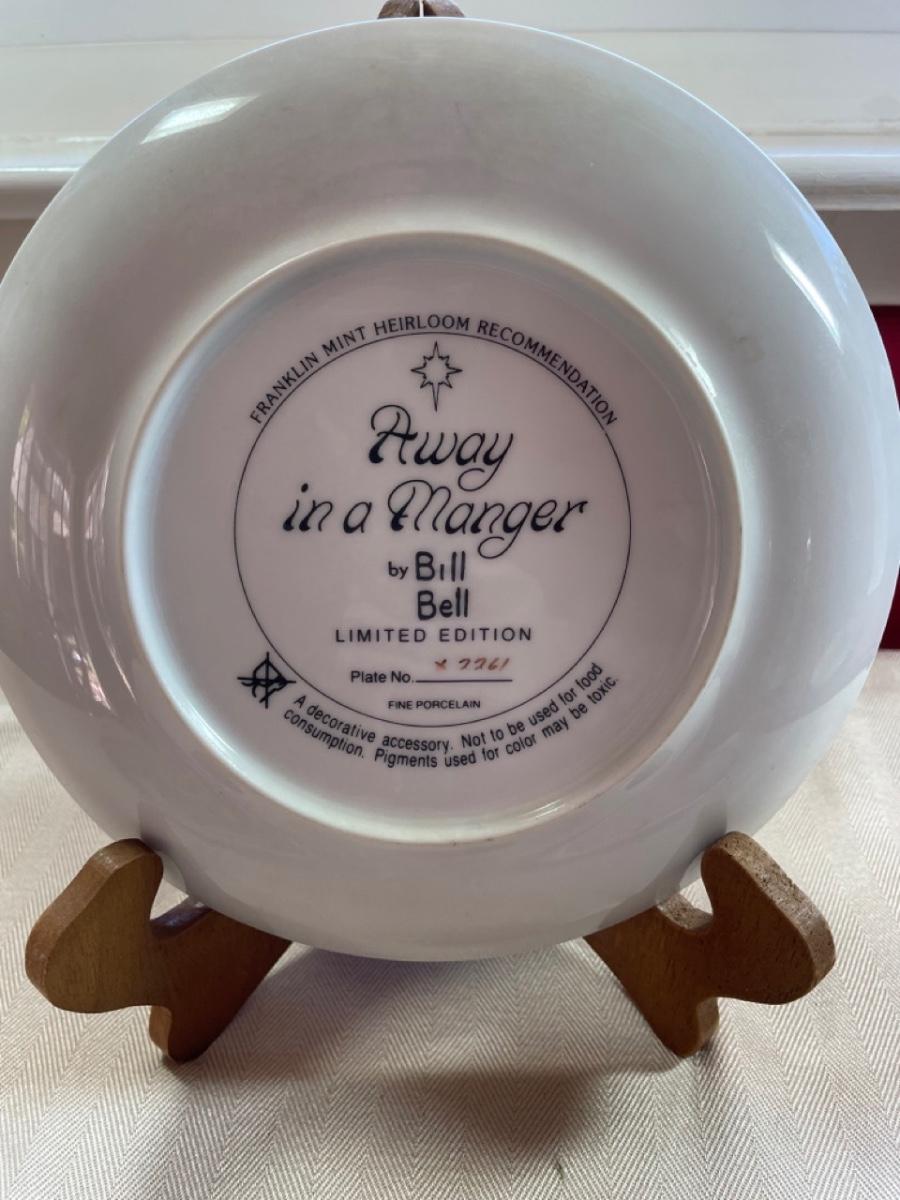 FRANKLIN MINT HEIRLOOM RECOMMENDATION
Away
in a Manger
by Bill
Bell
LIMITED EDITION
Plate No. X 2261
FINE PORCELAIN
A decorative accessory. Not to be used for food
consumption. Pigments used for color may be toxic.